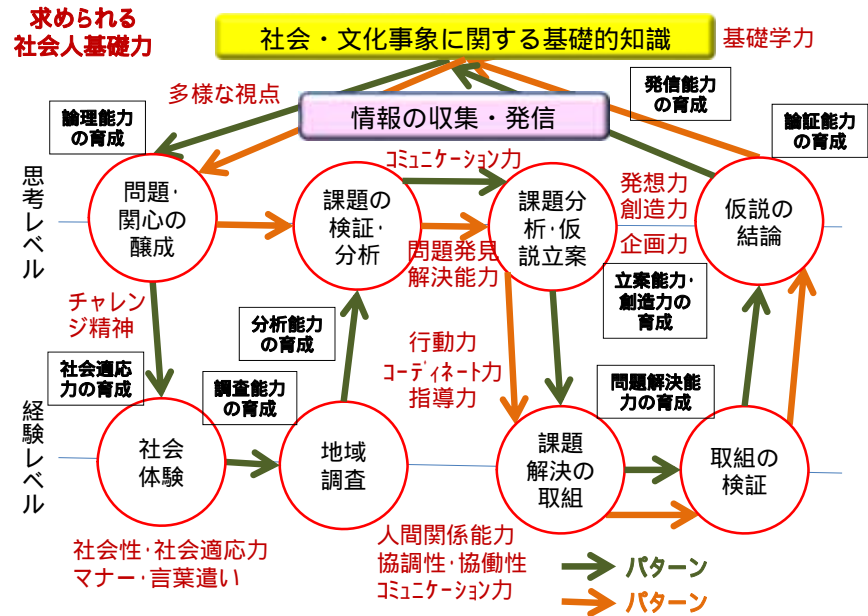 求められる
社会人基礎力
社会・文化事象に関する基礎的知識
基礎学力
多様な視点
情報の収集・発信
発信能力
の育成
論理能力
の育成
論証能力
の育成
コミュニケーション力
思考レベル
問題・
関心の
醸成
課題の
検証・
分析
課題分
析・仮
説立案
発想力
創造力
企画力
仮説の
結論
問題発見
解決能力
チャレン
ジ精神
分析能力
の育成
立案能力・
創造力の
育成
行動力
コーディネート力
指導力
社会適応
力の育成
調査能力
の育成
問題解決能
力の育成
経験レベル
社会
体験
地域
調査
課題
解決の
取組
取組の
検証
社会性・社会適応力
マナー・言葉遣い
人間関係能力
協調性・協働性
コミュニケーション力
パターン
パターン